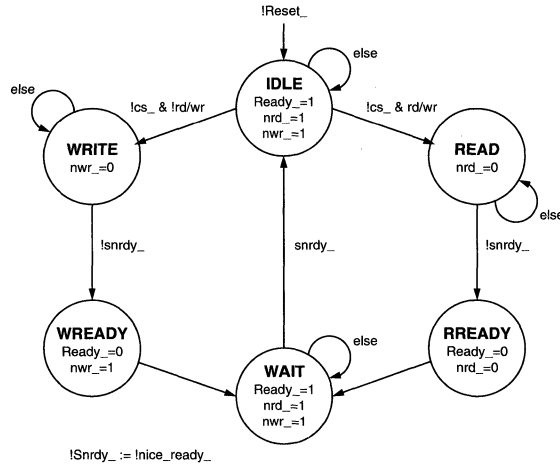 !Reset_
else
IDLE
Ready_=1
nrd_=1
nwr_=1
!cs_ & !rd/wr
!cs_ & rd/wr
else
WRITE
nwr_=0
READ
nrd_=0
else
!snrdy_
snrdy_
!snrdy_
WREADY
Ready_=0
nwr_=1
else
WAIT
Ready_=1
nrd_=1
nwr_=1
RREADY
Ready_=0
nrd_=0
!Snrdy_ := !nice_ready_